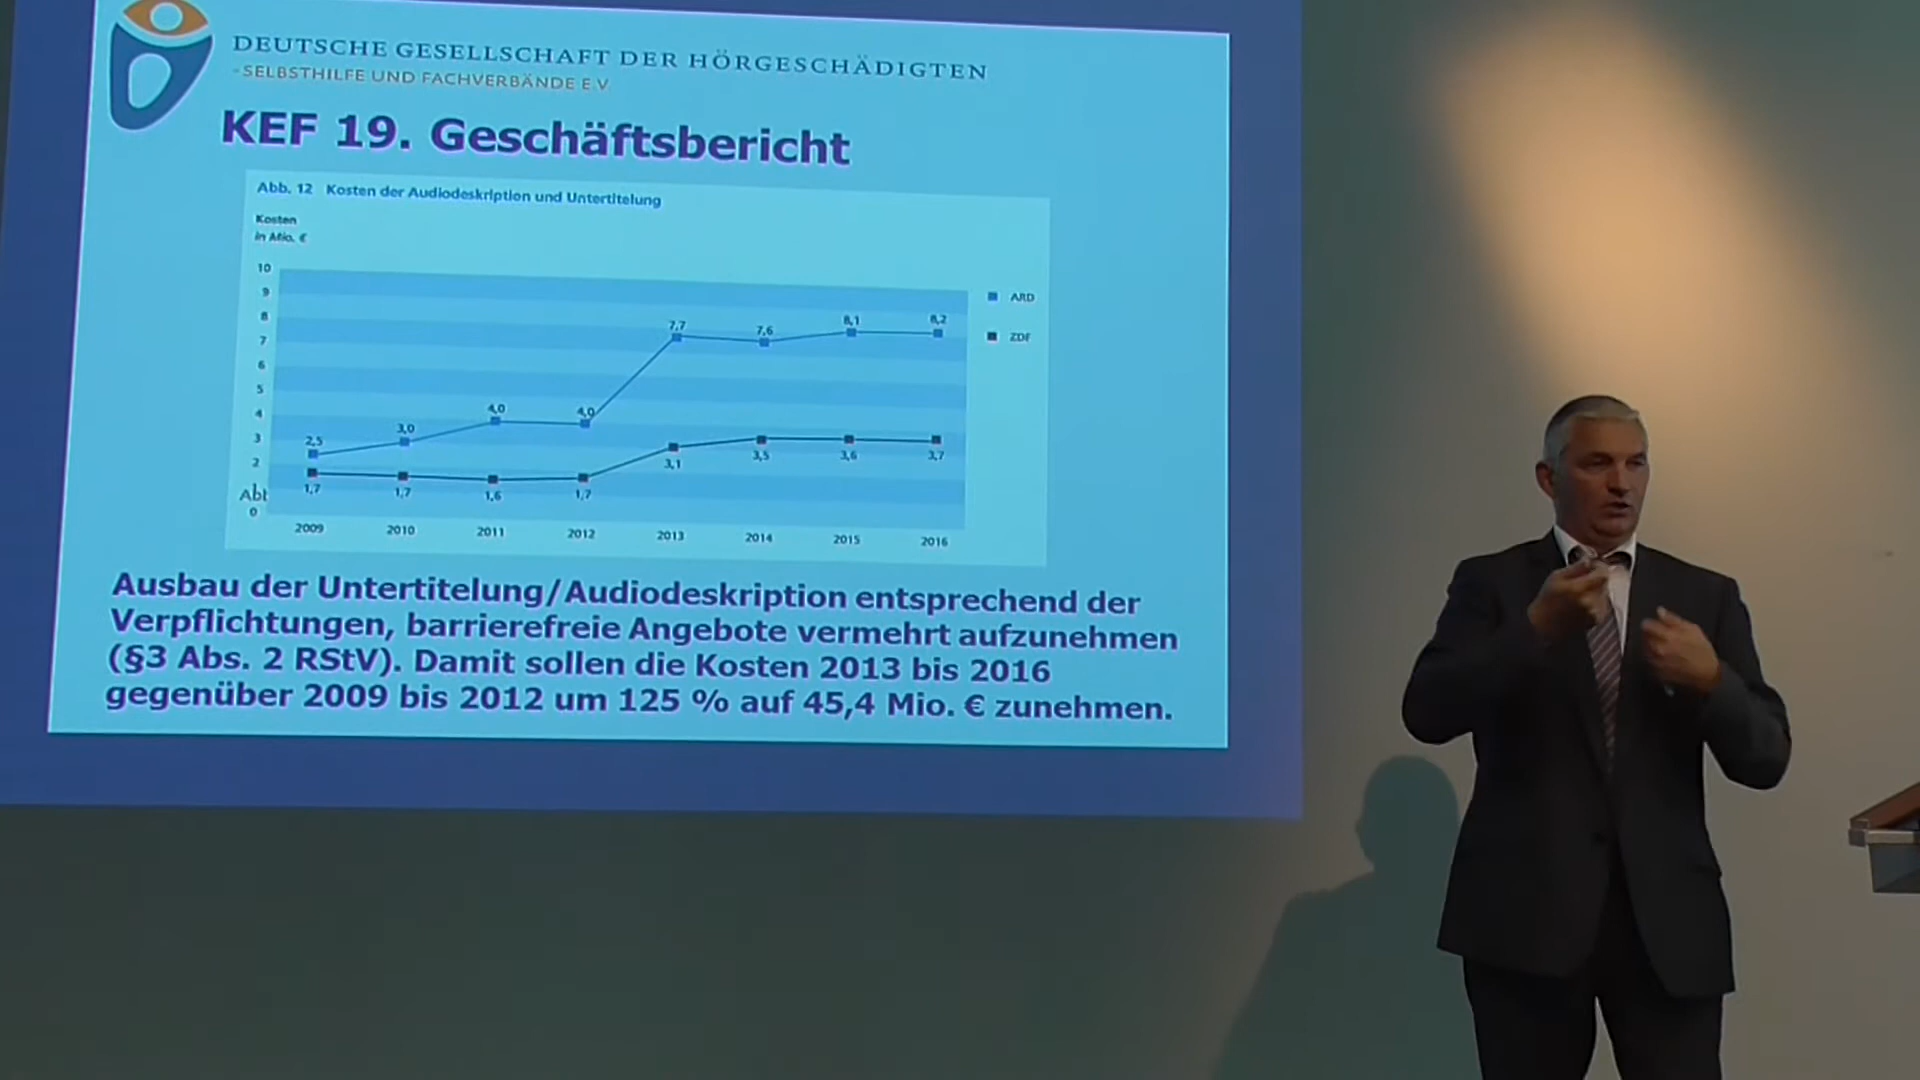 DEUTSCHE GESELLSCHAFT DER HÖRGESCHÄDIGTEN
-SELBSTHILFE UND FACHVERBÄNDE E.V
KEF 19. Geschäftsbericht
Abb. 12 Kosten der Audiodeskription und Untertitelung
Kosten
in Mio. €
10
9
8
7
6
5
4
3
2
1
0
Abb
ARD
ZDF
2,5 3,0 4,0 4,0 7,7 7,6 8,1 8,2
1,7 1,7 1,6 1,7 3,1 3,5 3,6 3,7
2009 2010 2011 2012 2013 2014 2015 2016
Ausbau der Untertitelung/Audiodeskription entsprechend der
Verpflichtungen, barrierefreie Angebote vermehrt aufzunehmen
(§3 Abs. 2 RStV). Damit sollen die Kosten 2013 bis 2016
gegenüber 2009 bis 2012 um 125 % auf 45,4 Mio. € zunehmen.